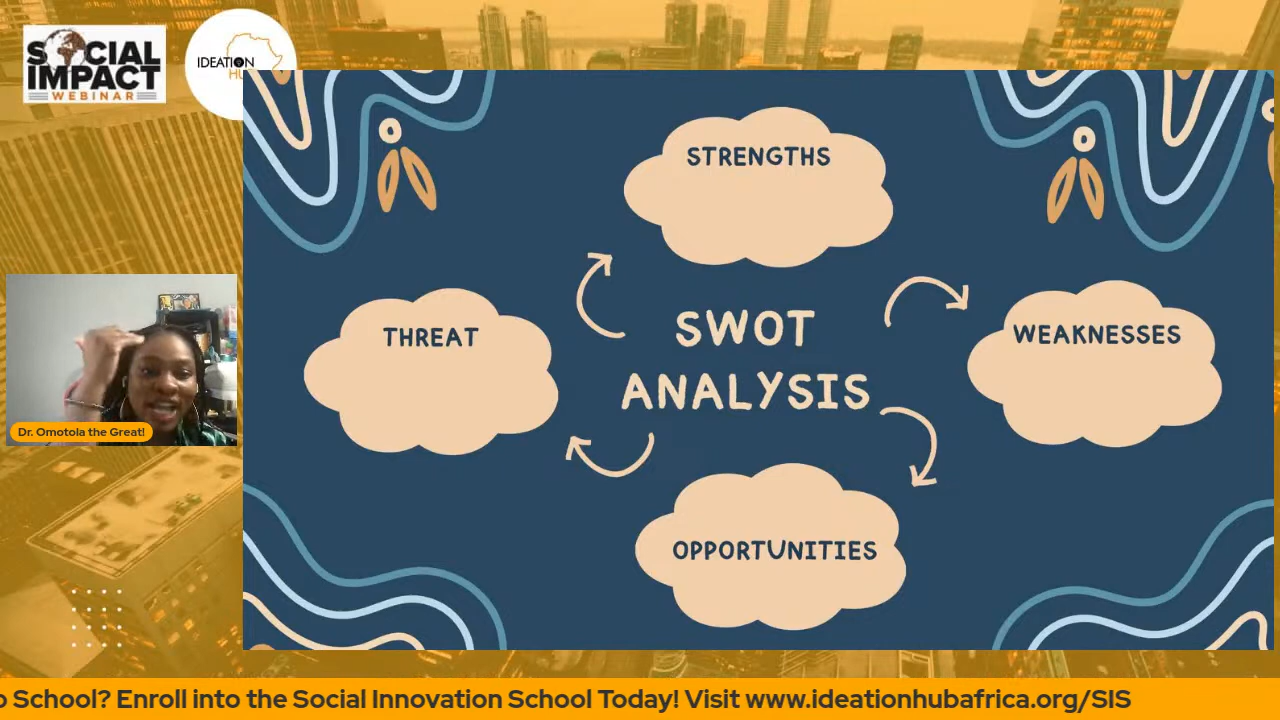 SOCIAL
IMPACT
WEBINAR
IDEATION
HU
STRENGTHS
THREAT
SWOT
ANALYSIS
WEAKNESSES
OPPORTUNITIES
Dr. Omotola the Great!
o School? Enroll into the Social Innovation School Today! Visit www.ideationhubafrica.org/SIS